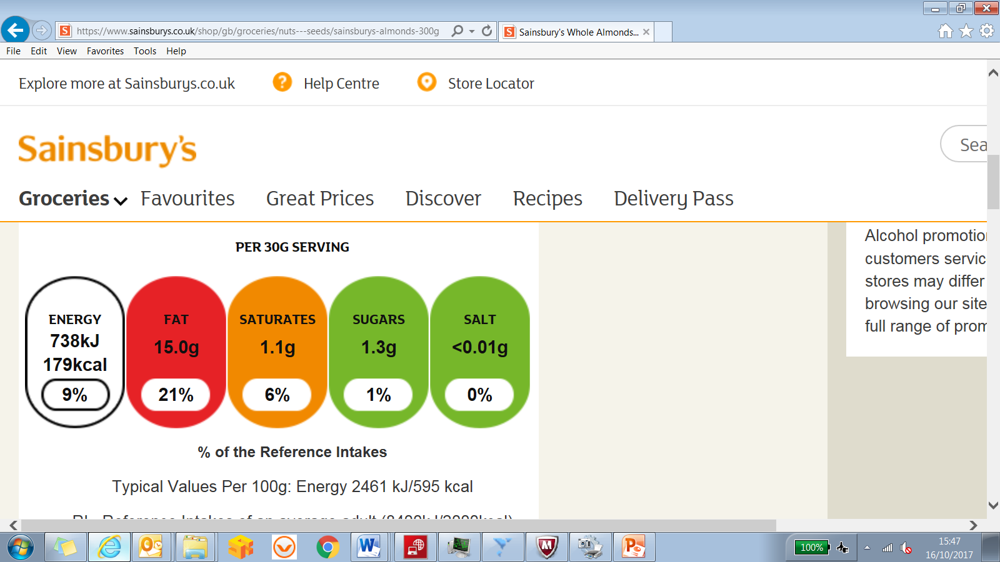 https://www.sainsburys.co.uk/shop/gb/groceries/nuts---seeds/sainsburys-almonds-300g
Sainsbury's Whole Almonds...
File Edit View Favorites Tools Help
Explore more at Sainsburys.co.uk ? Help Centre Store Locator
Sainsbury's
Sea
Groceries Favourites Great Prices Discover Recipes Delivery Pass
PER 30G SERVING
ENERGY
738kJ
179kcal
9%
FAT
15.0g
21%
SATURATES
1.1g
6%
SUGARS
1.3g
1%
SALT
<0.01g
0%
% of the Reference Intakes
Typical Values Per 100g: Energy 2461 kJ/595 kcal
Alcohol promotio
customers servic
stores may differ
browsing our site
full range of prom
100%
15:47
16/10/2017